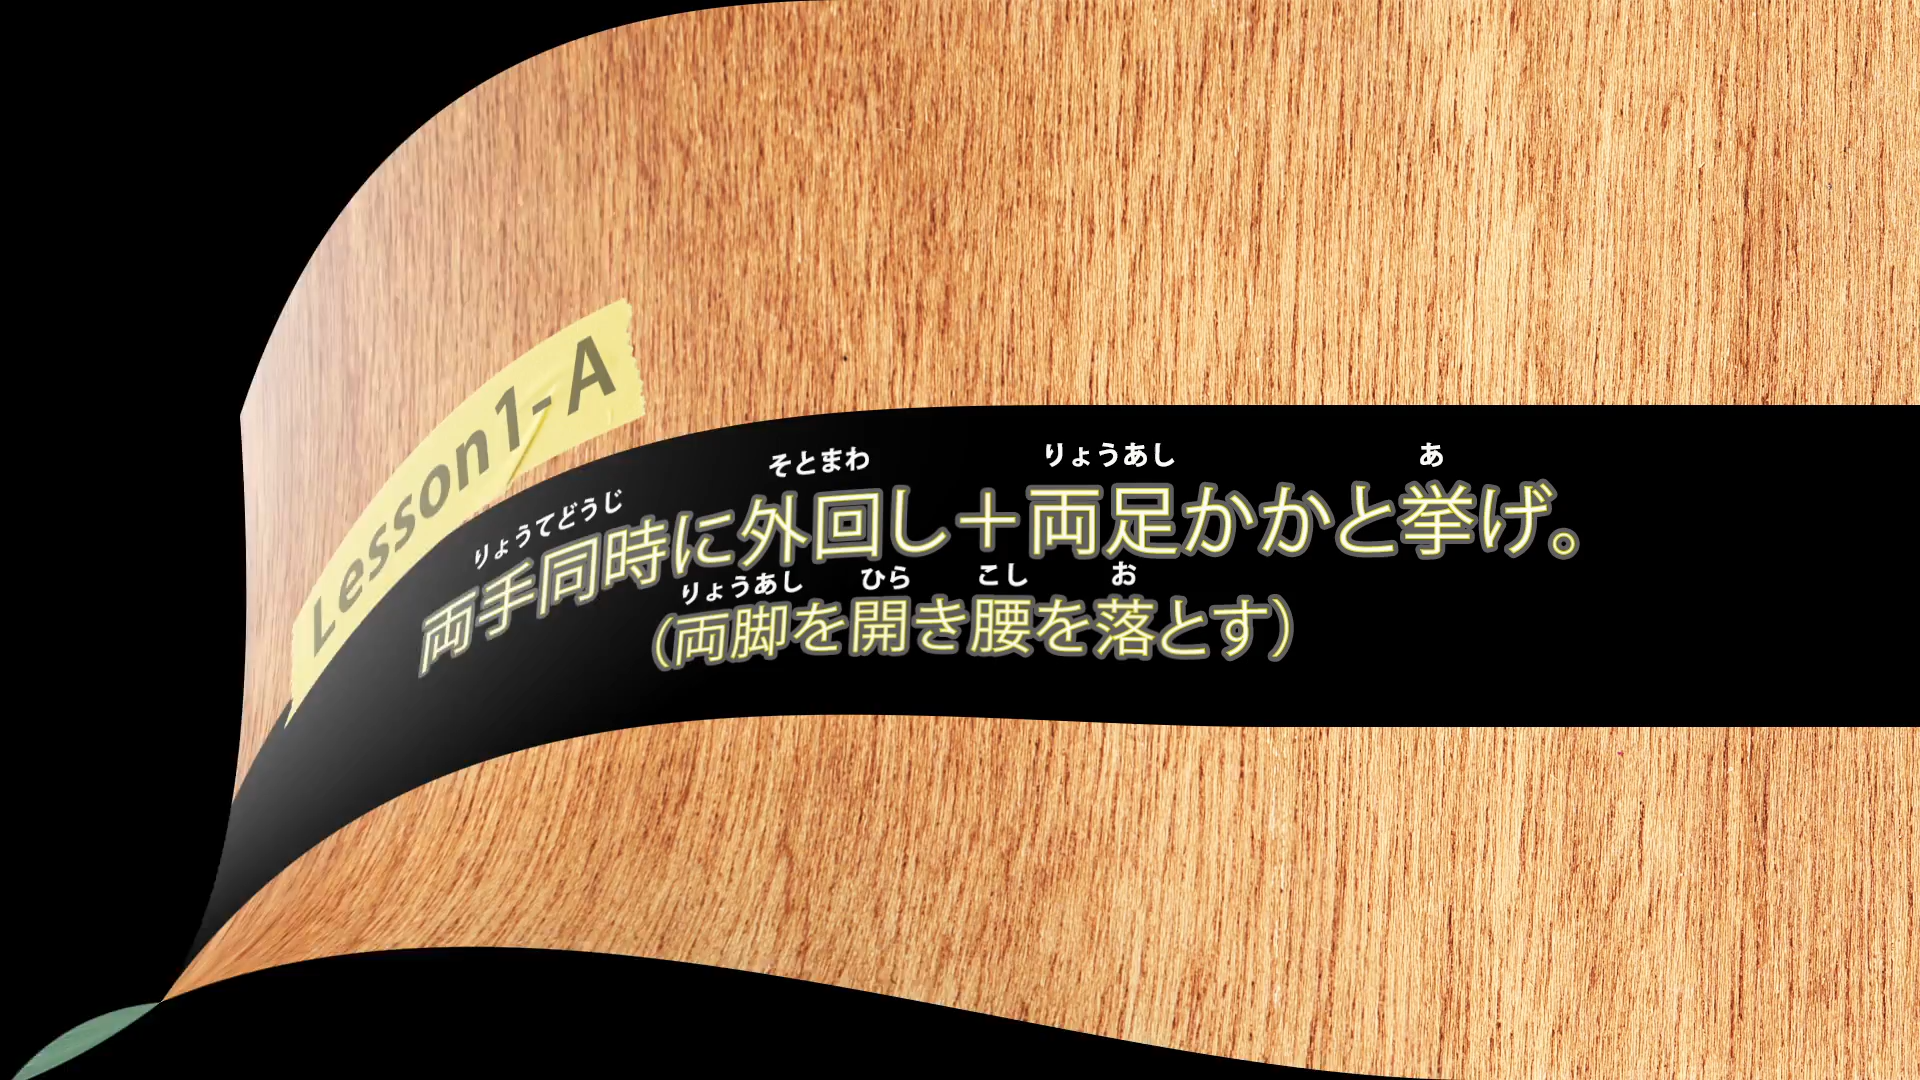 Lesson1-A
りょうてどうじ そとまわ りょうあし あ
両手同時に外回し＋両足かかと挙げ。
りょうあし ひら こし お
（両脚を開き腰を落とす）